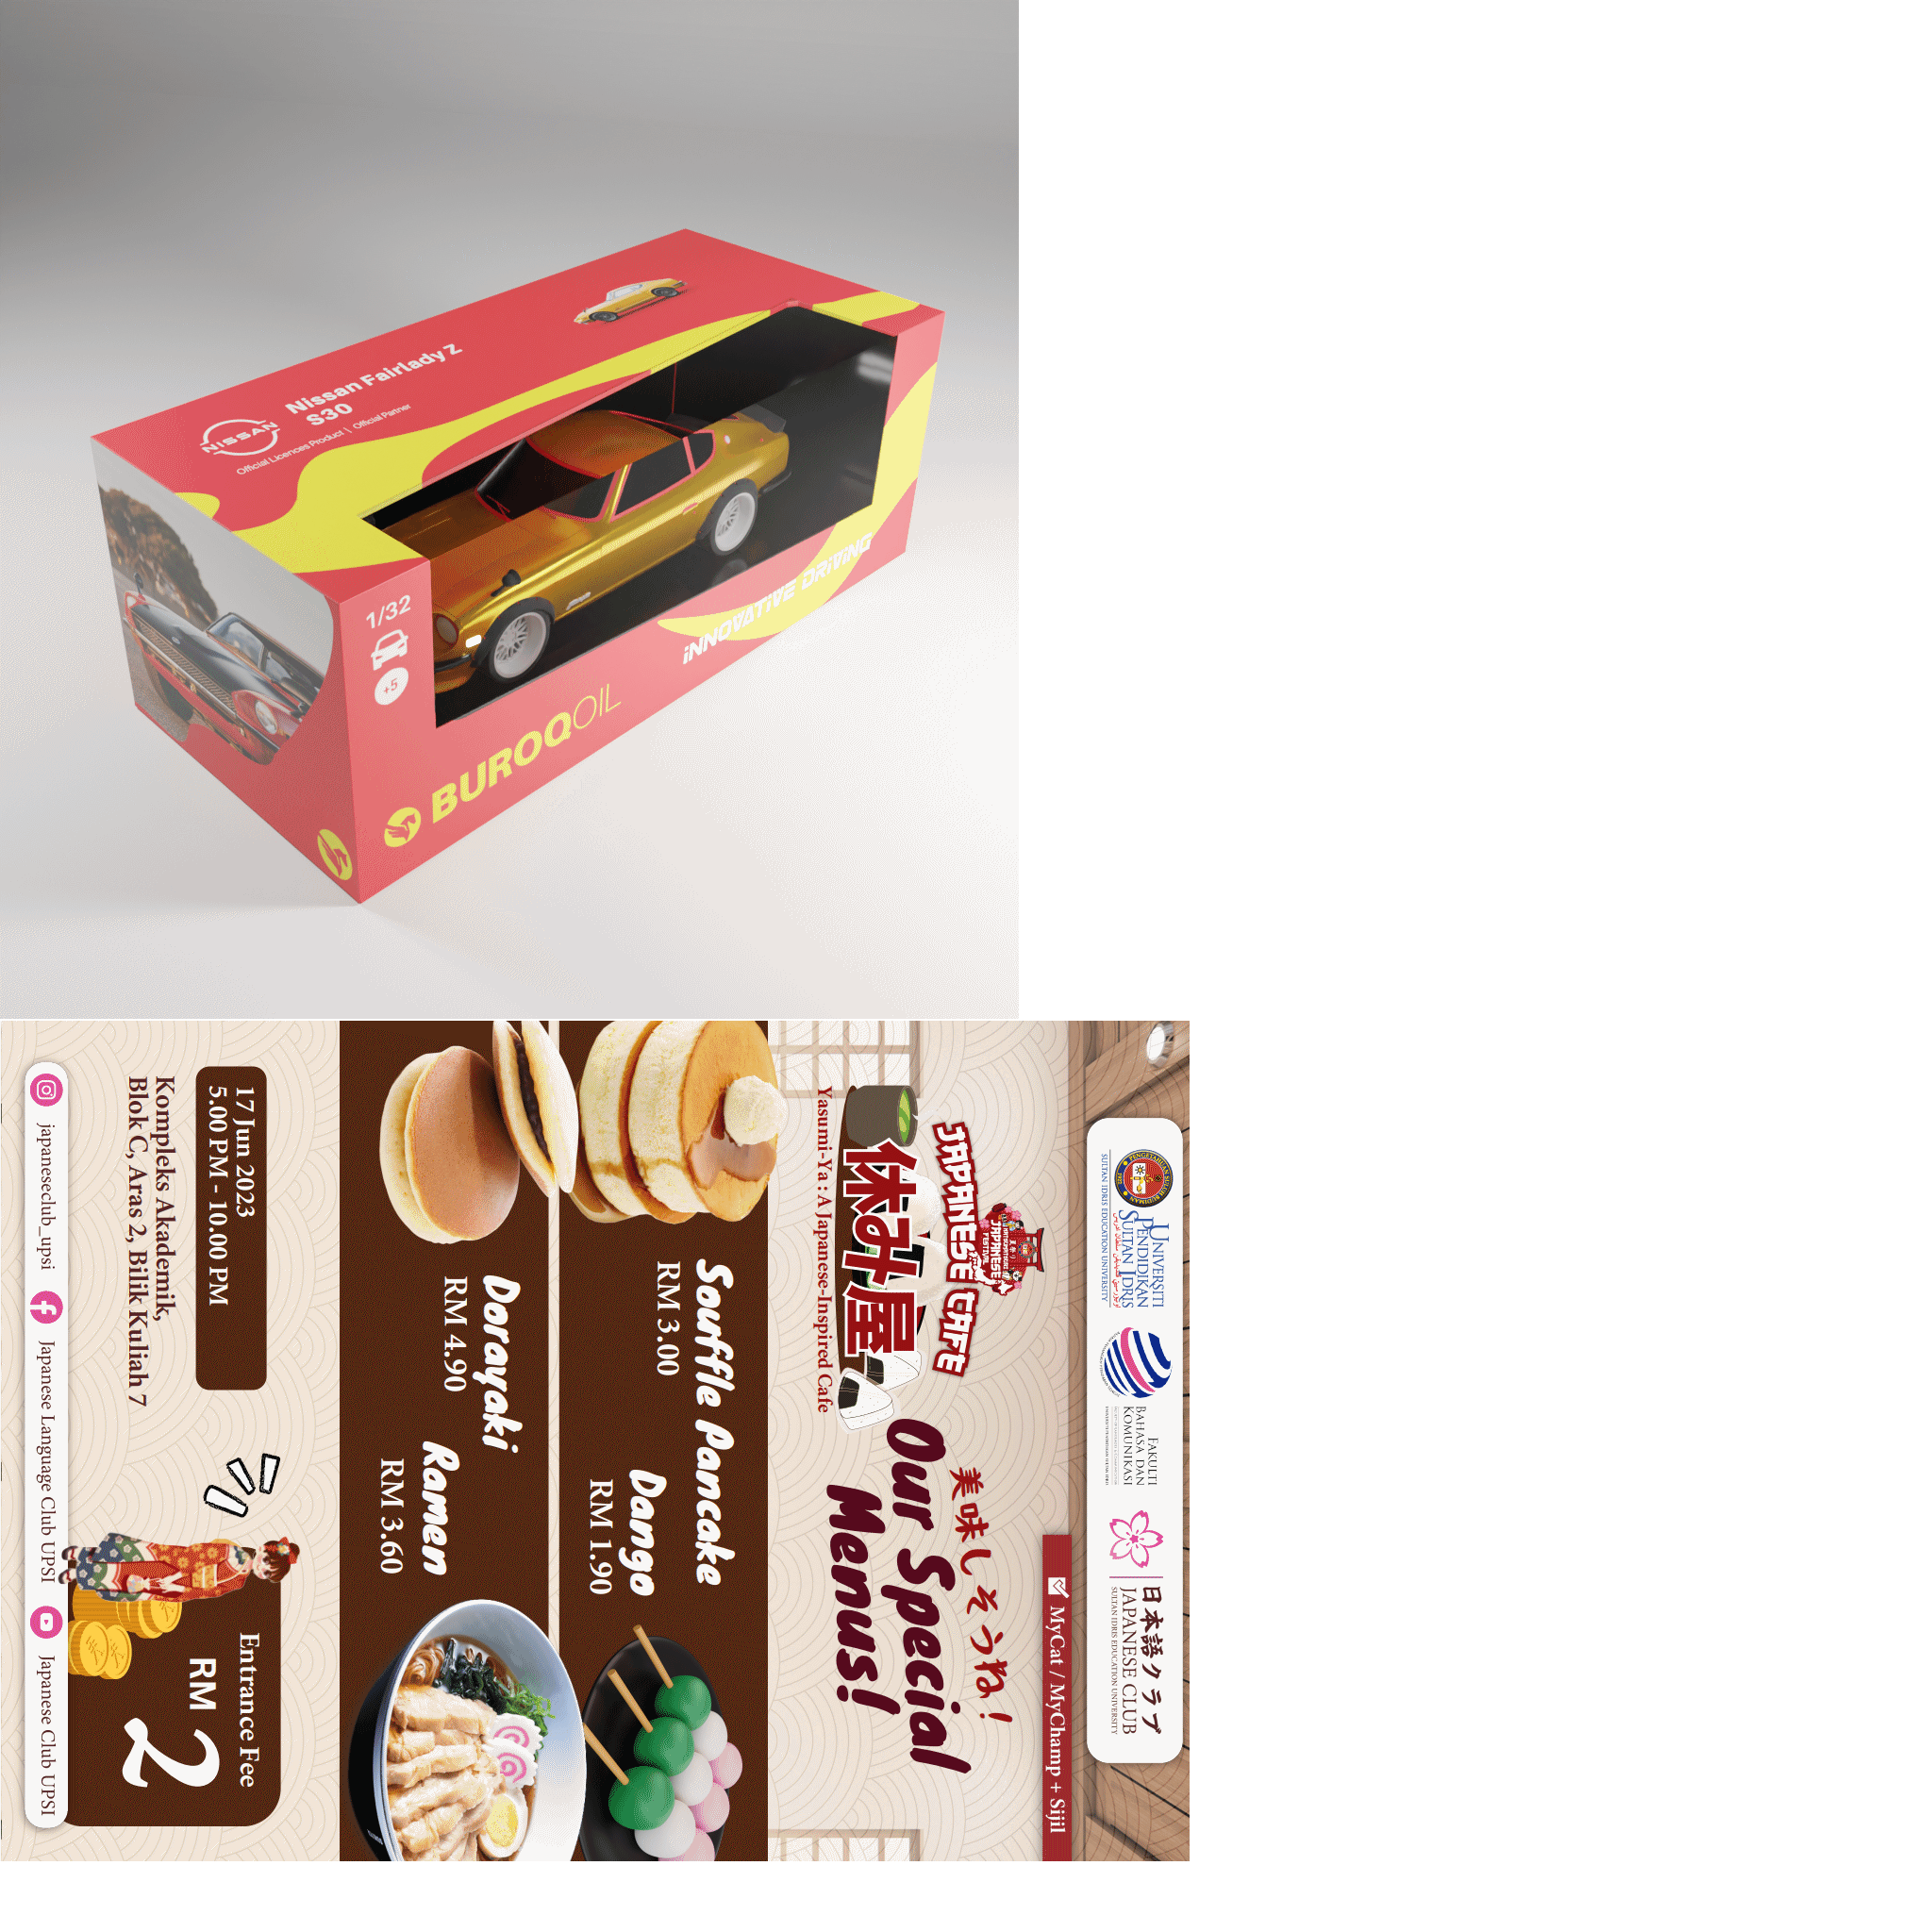 Nissan Fairlady Z
S30
NISSAN
Official Licences Product | Official Partner
1/32
+5
INNOVATIVE DRIVING
BUROQOIL
UNIVERSITI
PENDIDIKAN
SULTAN IDRIS
SULTAN IDRIS EDUCATION UNIVERSITY
FAKULTI
BAHASA DAN
KOMUNIKASI
日本語クラブ
JAPANESE CLUB
SULTAN IDRIS EDUCATION UNIVERSITY
MyCat / MyChamp + Sijil
JAPANESE CAFE
休み屋
Yasumi-Ya : A Japanese-Inspired Cafe
美味しそうね!
Our Special
Menus!
Souffle Pancake
RM 3.00
Dango
RM 1.90
Dorayaki
RM 4.90
Ramen
RM 3.60
17 Jun 2023
5.00 PM - 10.00 PM
Kompleks Akademik,
Blok C, Aras 2, Bilik Kuliah 7
Entrance Fee
RM 2
japaneseclub_upsi
Japanese Language Club UPSI
Japanese Club UPSI